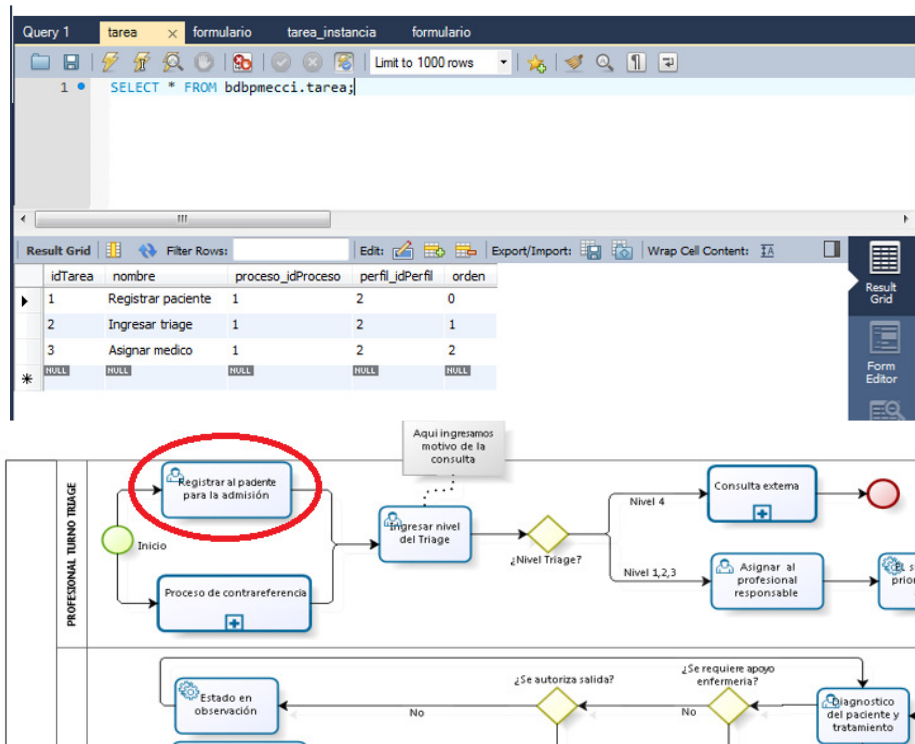 Query 1 tarea formulario tarea_instancia formulario
Limit to 1000 rows
1 SELECT * FROM bdbpmecci.tarea;
Result Grid Filter Rows: Edit: Export/Import: Wrap Cell Content:
idTarea nombre proceso_idProceso perfil_idPerfil orden
1 Registrar paciente 1 2 0
2 Ingresar triage 1 2 1
3 Asignar medico 1 2 2
NULL NULL NULL NULL NULL
Result
Grid
Form
Editor
Aqui ingresamos
motivo de la
consulta
PROFESIONAL TURNO TRIAGE
Registrar al padente
para la admisión
Inicio
Proceso de contrareferencia
Ingresar nivel
del Triage
¿Nivel Triage?
Nivel 4
Consulta externa
Nivel 1,2,3
Asignar al
profesional
responsable
EL s
prior
Estado en
observación
No
¿Se autoriza salida?
¿Se requiere apoyo
enfermeria?
No
Diagnostico
del paciente y
tratamiento